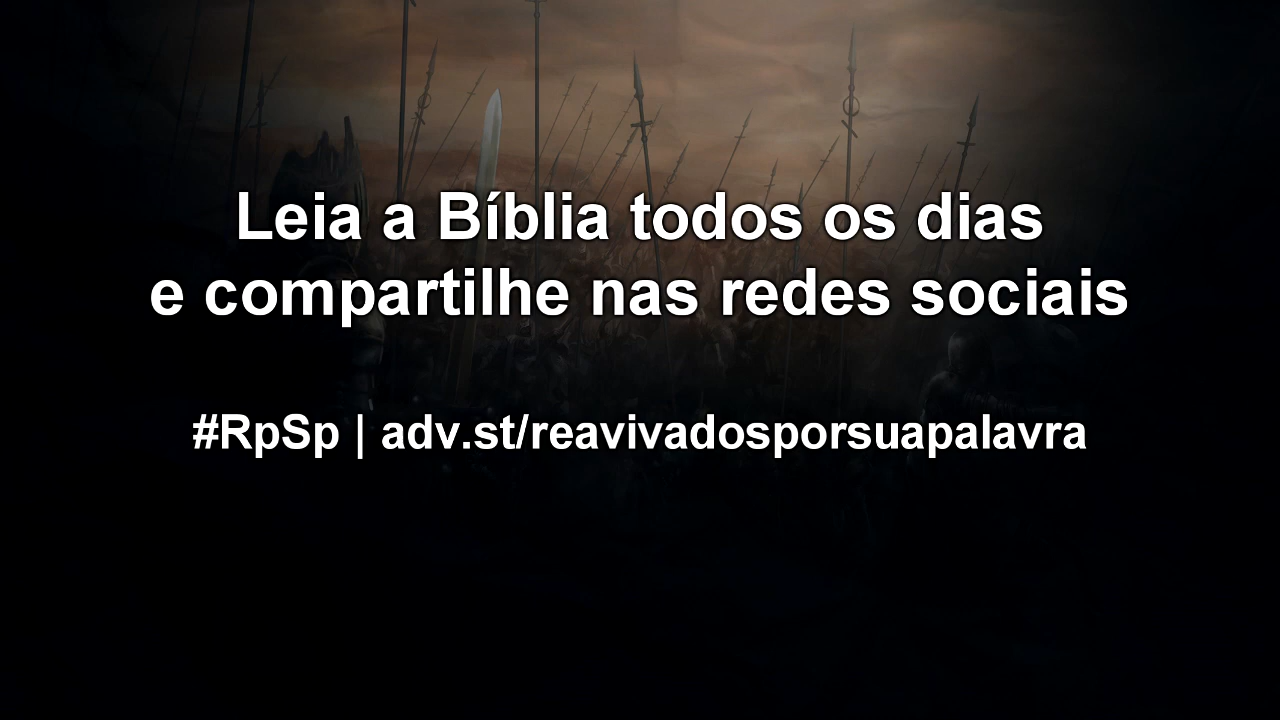 Leia a Bíblia todos os dias
e compartilhe nas redes sociais
#RpSp | adv.st/reavivadosporsuapalavra